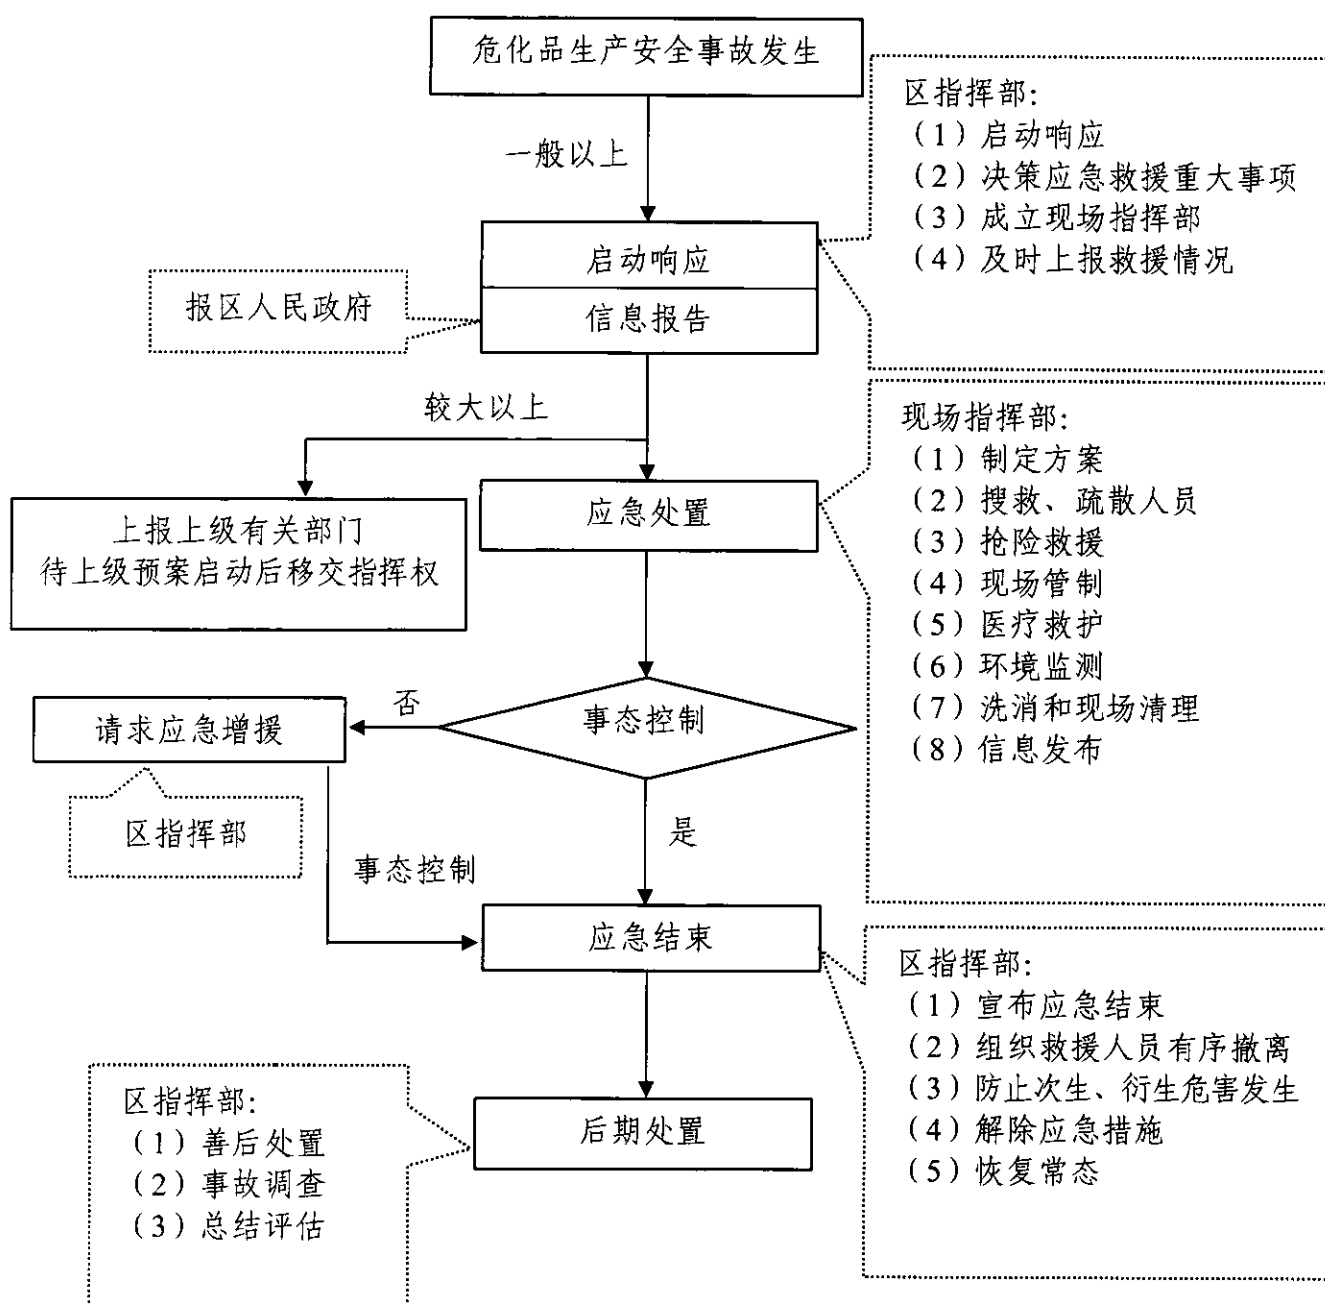 危化品生产安全事故发生
一般以上
区指挥部：
（1）启动响应
（2）决策应急救援重大事项
（3）成立现场指挥部
（4）及时上报救援情况
启动响应
报区人民政府
信息报告
较大以上
现场指挥部：
（1）制定方案
（2）搜救、疏散人员
（3）抢险救援
（4）现场管制
（5）医疗救护
（6）环境监测
（7）洗消和现场清理
（8）信息发布
应急处置
上报上级有关部门
待上级预案启动后移交指挥权
事态控制
否
请求应急增援
区指挥部
是
事态控制
应急结束
区指挥部：
（1）宣布应急结束
（2）组织救援人员有序撤离
（3）防止次生、衍生危害发生
（4）解除应急措施
（5）恢复常态
后期处置
区指挥部：
（1）善后处置
（2）事故调查
（3）总结评估